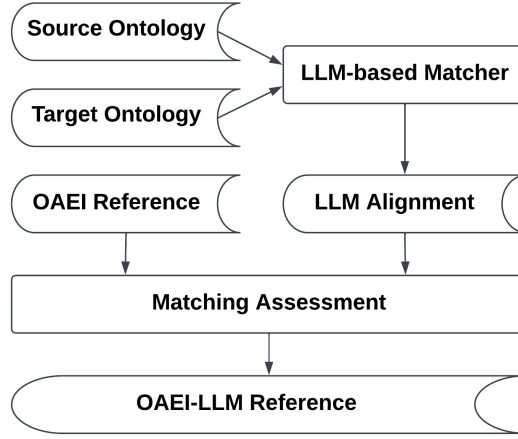 Source Ontology
LLM-based Matcher
Target Ontology
OAEI Reference
LLM Alignment
Matching Assessment
OAEI-LLM Reference